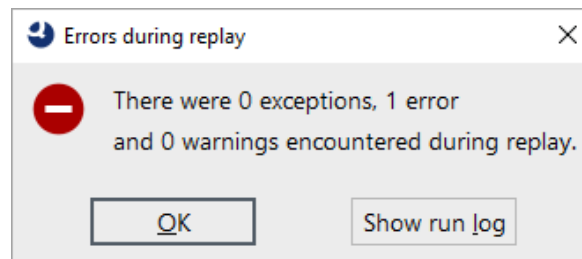 Errors during replay
There were 0 exceptions, 1 error
and 0 warnings encountered during replay.
OK
Show run log